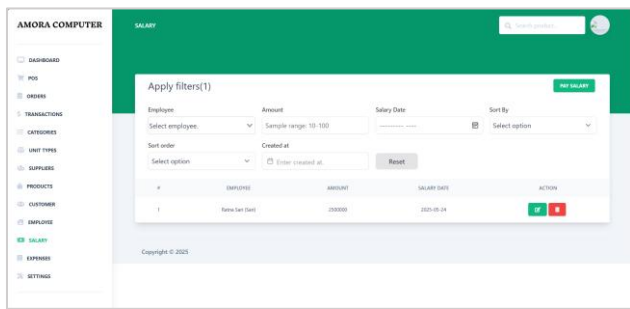 AMORA COMPUTER
SALARY
Search product...
DASHBOARD
POS
ORDERS
TRANSACTIONS
CATEGORIES
UNIT TYPES
SUPPLIERS
PRODUCTS
CUSTOMER
EMPLOYEE
SALARY
EXPENSES
SETTINGS
Apply filters(1)
PAY SALARY
Employee Amount Salary Date Sort By
Select employee. Sample range: 10-100 Select option
Sort order Created at
Select option Enter created at. Reset
# EMPLOYEE AMOUNT SALARY DATE ACTION
1 2025-05-24
Copyright © 2025